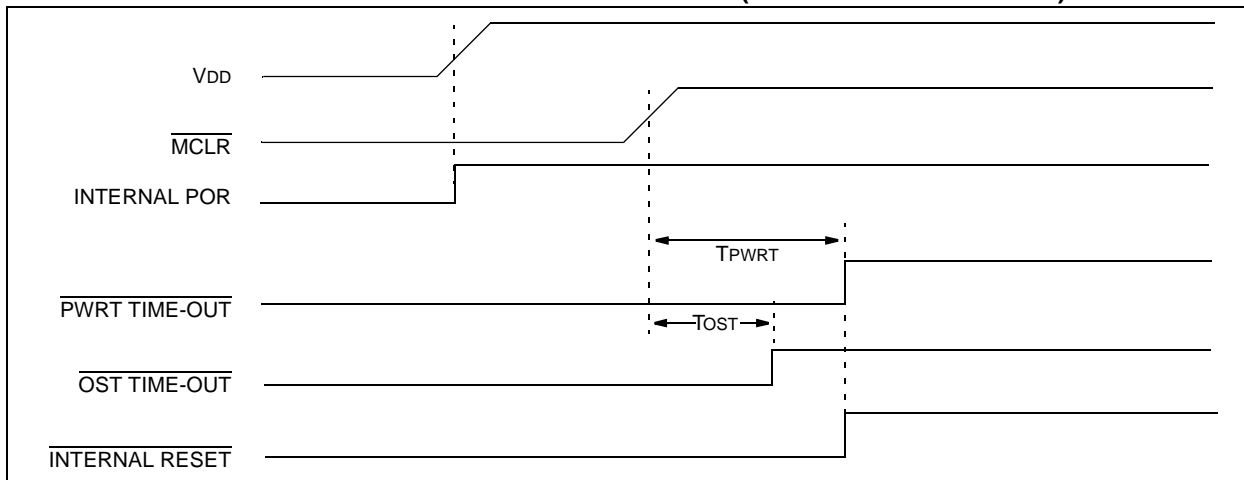 VDD
MCLR
INTERNAL POR
TPWRT
PWRT TIME-OUT
TOST
OST TIME-OUT
INTERNAL RESET